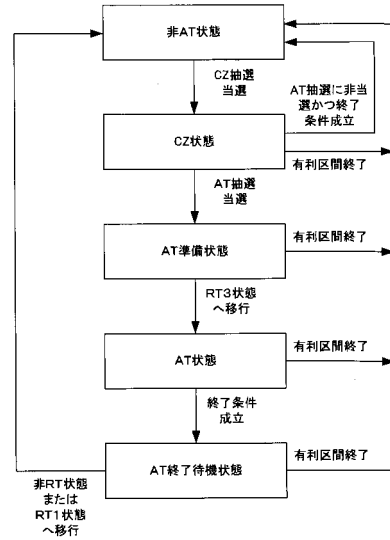 非AT状態
CZ抽選
当選
AT抽選に非当
選かつ終了
条件成立
CZ状態
有利区間終了
AT抽選
当選
有利区間終了
AT準備状態
RT3状態
へ移行
有利区間終了
AT状態
終了条件
成立
有利区間終了
AT終了待機状態
非RT状態
または
RT1状態
へ移行